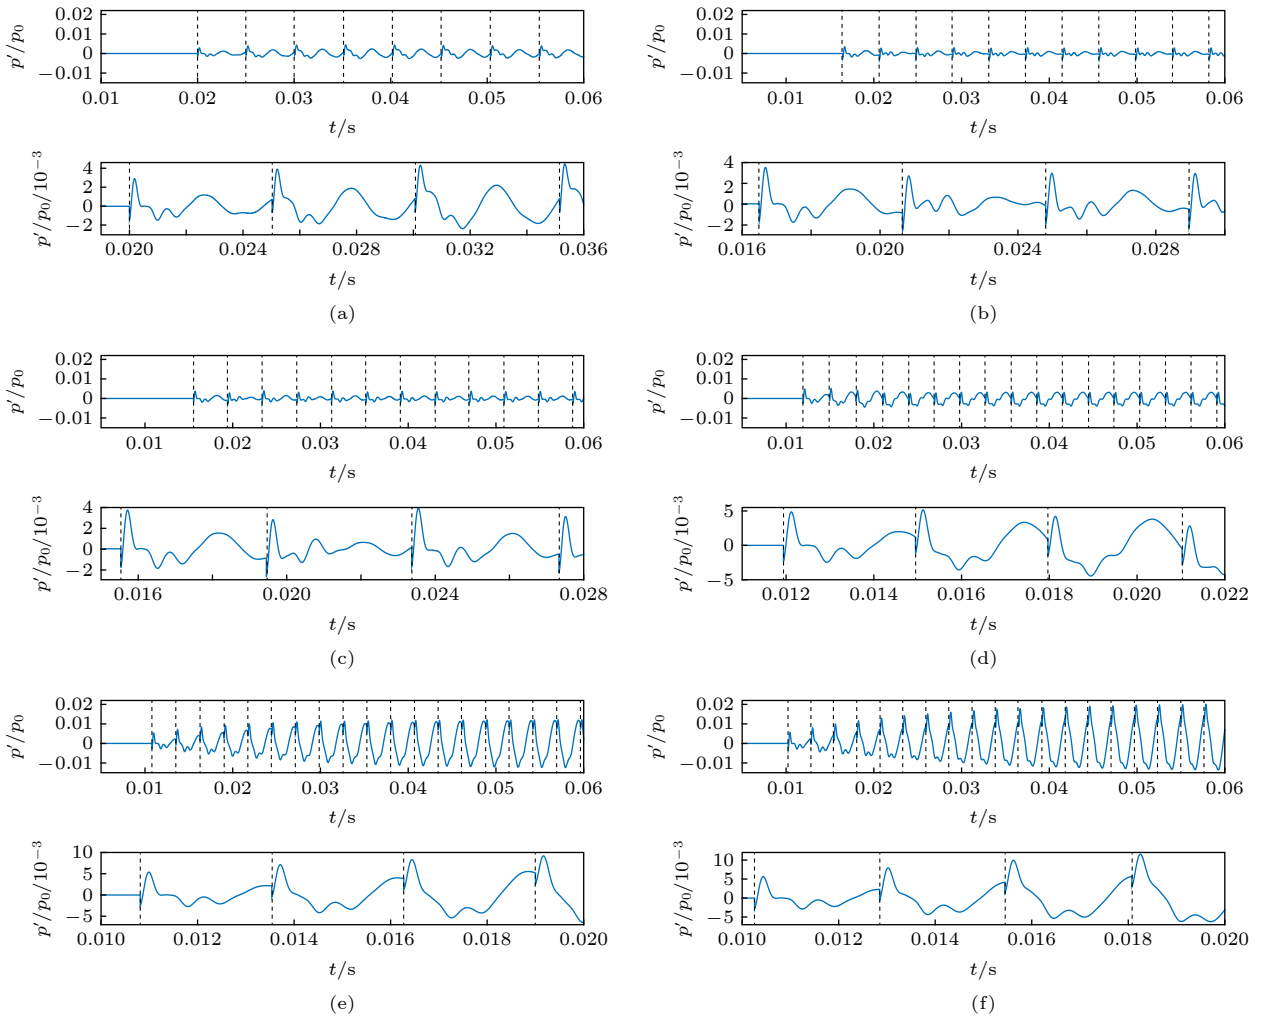 0.02
0.01
0
−0.01
p′/p0
0.01 0.02 0.03 0.04 0.05 0.06
t/s
4
2
0
−2
p′/p0/10−3
0.020 0.024 0.028 0.032 0.036
t/s
(a)
0.02
0.01
0
−0.01
p′/p0
0.01 0.02 0.03 0.04 0.05 0.06
t/s
4
2
0
−2
p′/p0/10−3
0.016 0.020 0.024 0.028
t/s
(b)
0.02
0.01
0
−0.01
p′/p0
0.01 0.02 0.03 0.04 0.05 0.06
t/s
4
2
0
−2
p′/p0/10−3
0.016 0.020 0.024 0.028
t/s
(c)
0.02
0.01
0
−0.01
p′/p0
0.01 0.02 0.03 0.04 0.05 0.06
t/s
5
0
−5
p′/p0/10−3
0.012 0.014 0.016 0.018 0.020 0.022
t/s
(d)
0.02
0.01
0
−0.01
p′/p0
0.01 0.02 0.03 0.04 0.05 0.06
t/s
10
5
0
−5
p′/p0/10−3
0.010 0.012 0.014 0.016 0.018 0.020
t/s
(e)
0.02
0.01
0
−0.01
p′/p0
0.01 0.02 0.03 0.04 0.05 0.06
t/s
10
5
0
−5
p′/p0/10−3
0.010 0.012 0.014 0.016 0.018 0.020
t/s
(f)